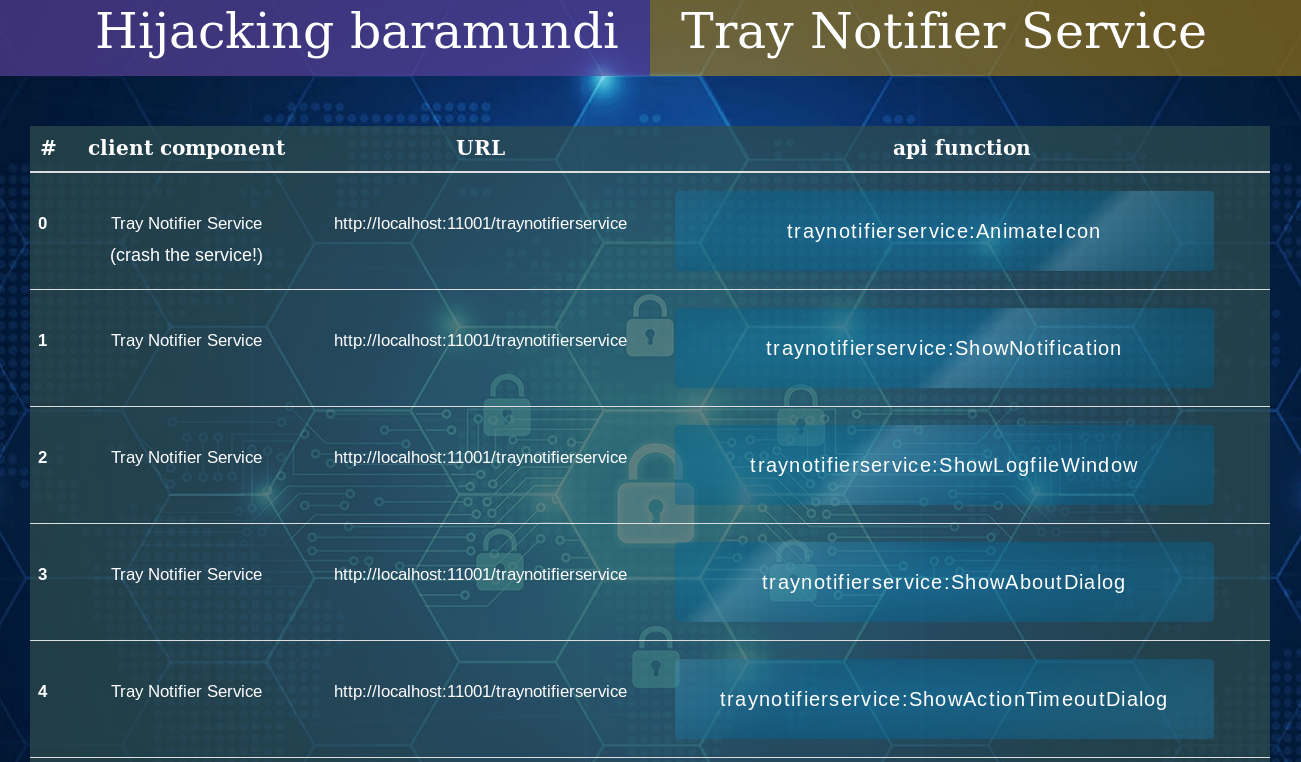 Hijacking baramundi Tray Notifier Service
# client component URL api function
0 Tray Notifier Service http://localhost:11001/traynotifierservice traynotifierservice:AnimateIcon
(crash the service!)
1 Tray Notifier Service http://localhost:11001/traynotifierservice traynotifierservice:ShowNotification
2 Tray Notifier Service http://localhost:11001/traynotifierservice traynotifierservice:ShowLogfileWindow
3 Tray Notifier Service http://localhost:11001/traynotifierservice traynotifierservice:ShowAboutDialog
4 Tray Notifier Service http://localhost:11001/traynotifierservice traynotifierservice:ShowActionTimeoutDialog